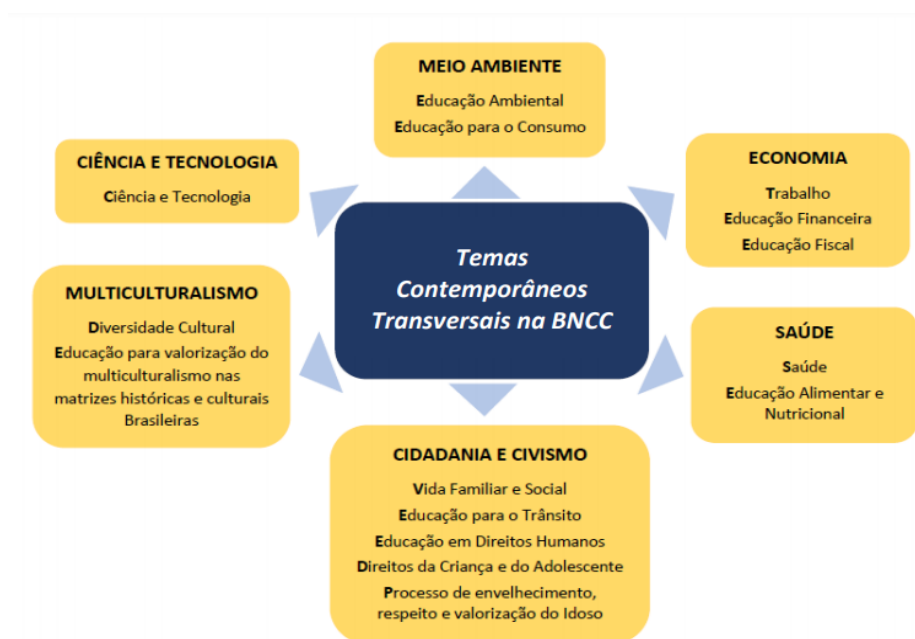 MEIO AMBIENTE
Educação Ambiental
Educação para o Consumo
CIÊNCIA E TECNOLOGIA
Ciência e Tecnologia
ECONOMIA
Trabalho
Educação Financeira
Educação Fiscal
Temas
Contemporâneos
Transversais na BNCC
MULTICULTURALISMO
Diversidade Cultural
Educação para valorização do
multiculturalismo nas
matrizes históricas e culturais
Brasileiras
SAÚDE
Saúde
Educação Alimentar e
Nutricional
CIDADANIA E CIVISMO
Vida Familiar e Social
Educação para o Trânsito
Educação em Direitos Humanos
Direitos da Criança e do Adolescente
Processo de envelhecimento,
respeito e valorização do Idoso